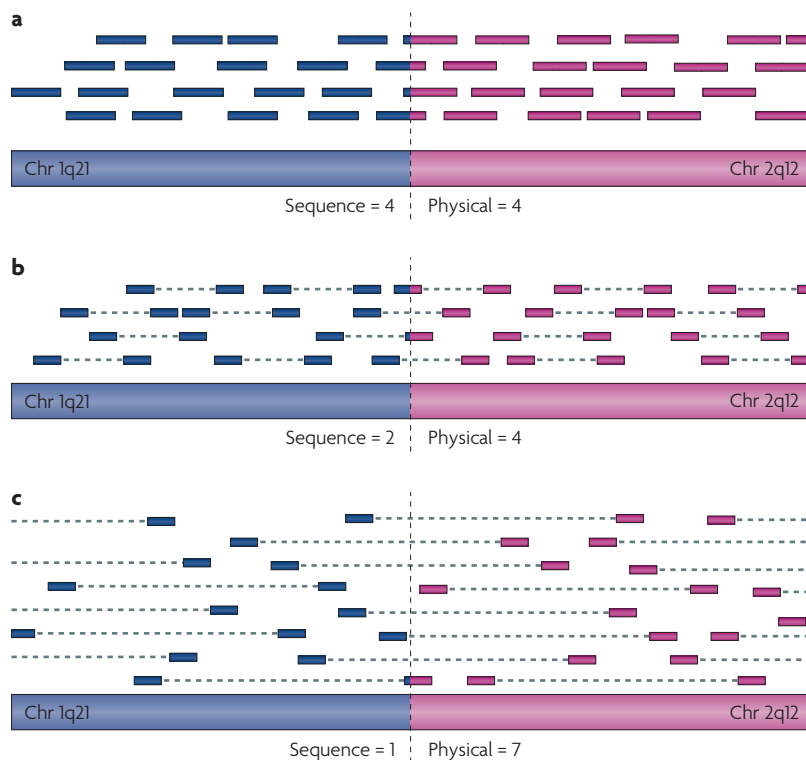 a
Chr 1q21 Chr 2q12
Sequence = 4 Physical = 4
b
Chr 1q21 Chr 2q12
Sequence = 2 Physical = 4
c
Chr 1q21 Chr 2q12
Sequence = 1 Physical = 7